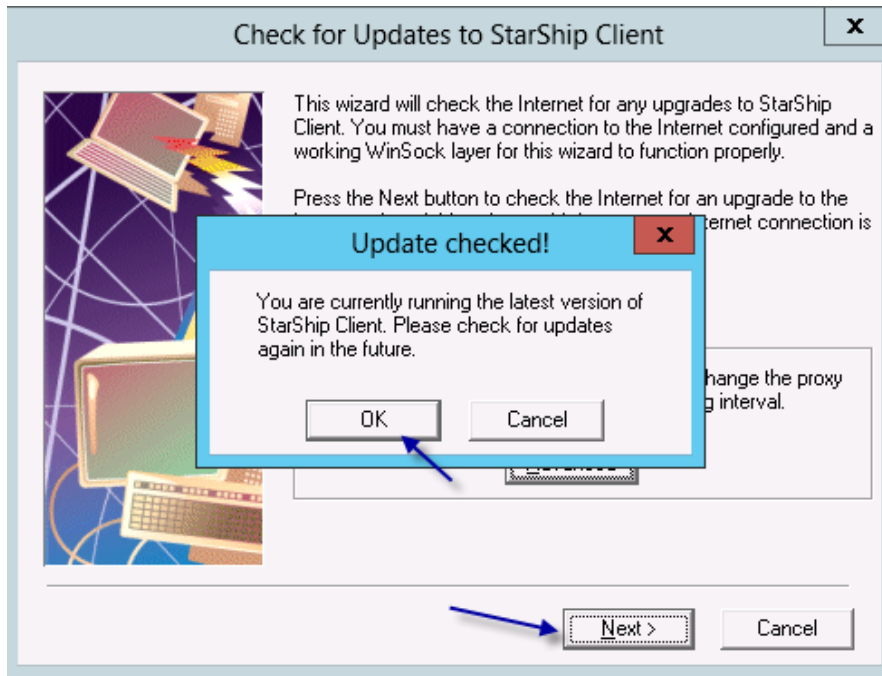 Check for Updates to StarShip Client
x
This wizard will check the Internet for any upgrades to StarShip
Client. You must have a connection to the Internet configured and a
working WinSock layer for this wizard to function properly.
Press the Next button to check the Internet for an upgrade to the
ternet connection is
Update checked!
x
You are currently running the latest version of
StarShip Client. Please check for updates
again in the future.
OK
Cancel
hange the proxy
g interval.
Next >
Cancel